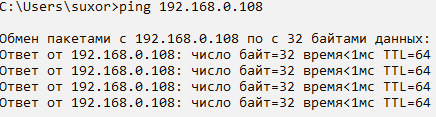 C:\Users\suxor>ping 192.168.0.108
Обмен пакетами с 192.168.0.108 по с 32 байтами данных:
Ответ от 192.168.0.108: число байт=32 время<1мс TTL=64
Ответ от 192.168.0.108: число байт=32 время<1мс TTL=64
Ответ от 192.168.0.108: число байт=32 время<1мс TTL=64
Ответ от 192.168.0.108: число байт=32 время<1мс TTL=64